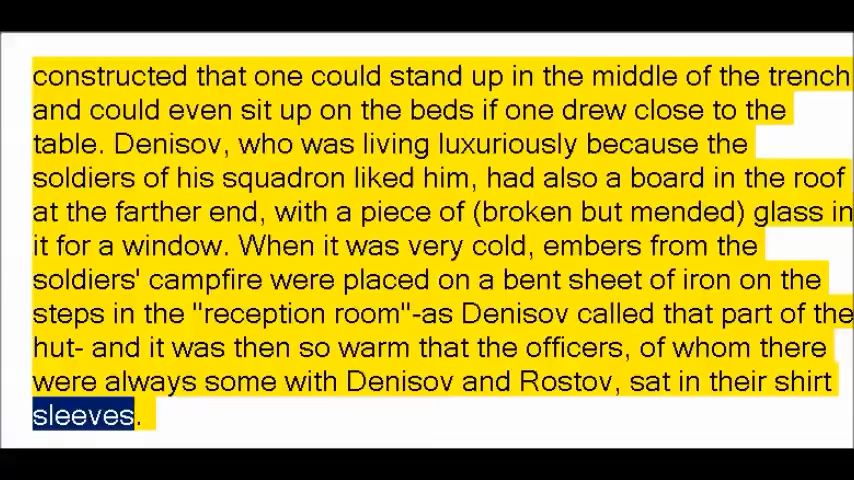 constructed that one could stand up in the middle of the trench
and could even sit up on the beds if one drew close to the
table. Denisov, who was living luxuriously because the
soldiers of his squadron liked him, had also a board in the roof
at the farther end, with a piece of (broken but mended) glass in
it for a window. When it was very cold, embers from the
soldiers' campfire were placed on a bent sheet of iron on the
steps in the "reception room"-as Denisov called that part of the
hut- and it was then so warm that the officers, of whom there
were always some with Denisov and Rostov, sat in their shirt
sleeves.